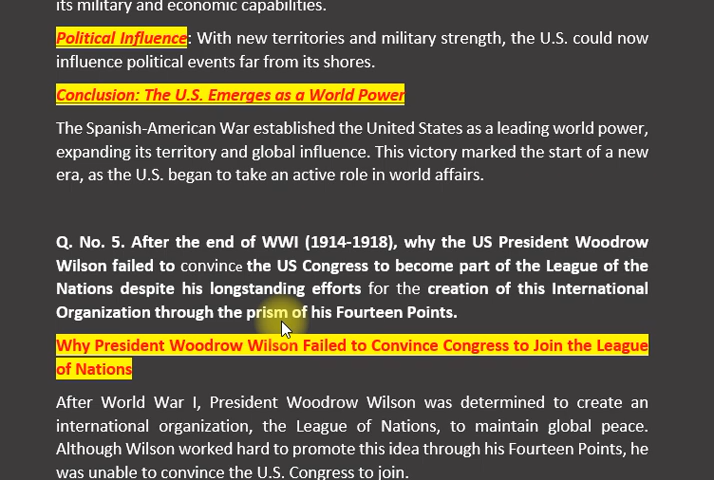 its military and economic capabilities.
Political Influence: With new territories and military strength, the U.S. could now
influence political events far from its shores.
Conclusion: The U.S. Emerges as a World Power
The Spanish-American War established the United States as a leading world power,
expanding its territory and global influence. This victory marked the start of a new
era, as the U.S. began to take an active role in world affairs.
Q. No. 5. After the end of WWI (1914-1918), why the US President Woodrow
Wilson failed to convince the US Congress to become part of the League of the
Nations despite his longstanding efforts for the creation of this International
Organization through the prism of his Fourteen Points.
Why President Woodrow Wilson Failed to Convince Congress to Join the League
of Nations
After World War I, President Woodrow Wilson was determined to create an
international organization, the League of Nations, to maintain global peace.
Although Wilson worked hard to promote this idea through his Fourteen Points, he
was unable to convince the U.S. Congress to join.